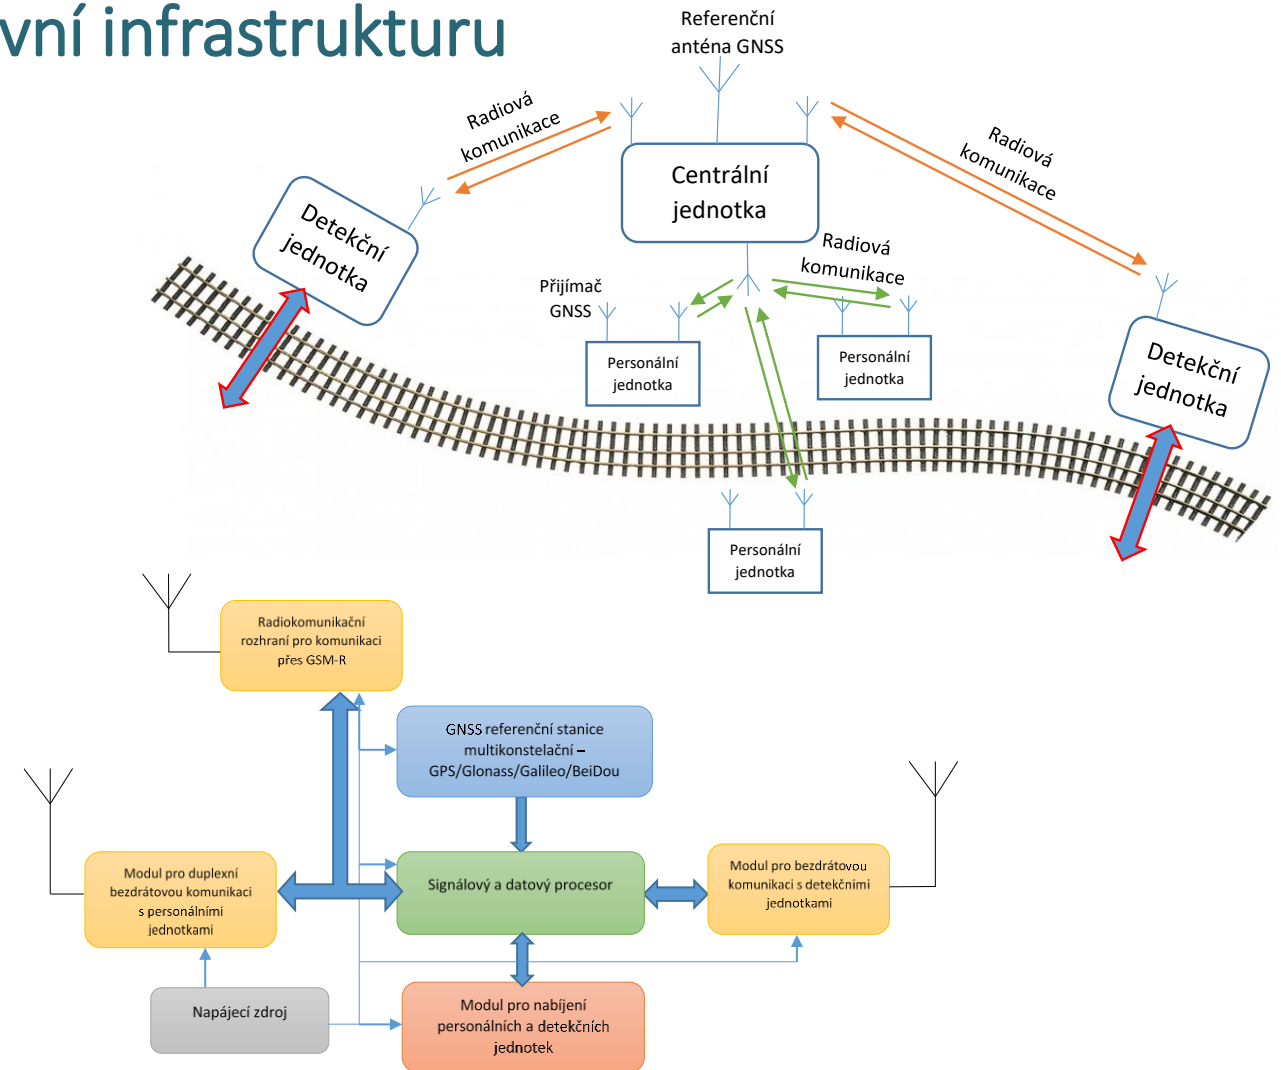 vní infrastrukturu
Referenční
anténa GNSS
Radiová
komunikace
Radiová
komunikace
Centrální
jednotka
Detekční
jednotka
Radiová
komunikace
Přijímač
GNSS
Personální
jednotka
Personální
jednotka
Detekční
jednotka
Personální
jednotka
Radiokomunikační
rozhraní pro komunikaci
přes GSM-R
GNSS referenční stanice
multikonstelační –
GPS/Glonass/Galileo/BeiDou
Modul pro duplexní
bezdrátovou komunikaci
s personálními
jednotkami
Signálový a datový procesor
Modul pro bezdrátovou
komunikaci s detekčními
jednotkami
Napájecí zdroj
Modul pro nabíjení
personálních a detekčních
jednotek